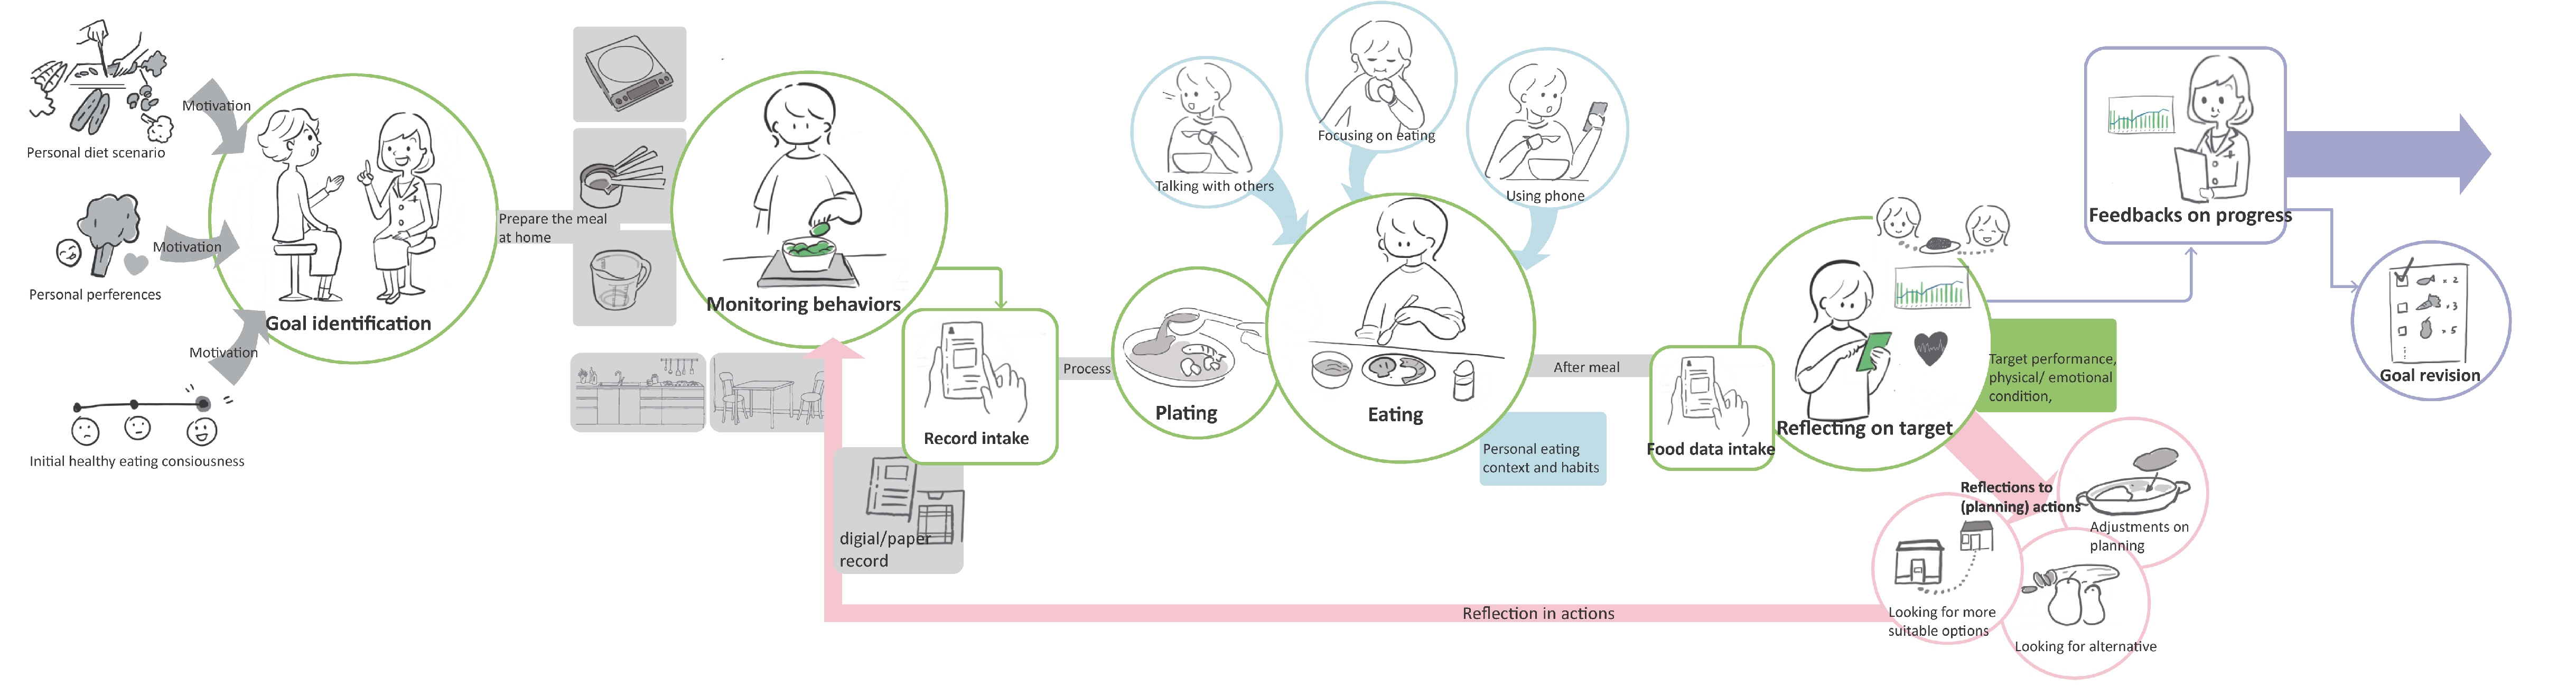 Motivation
Personal diet scenario
Motivation
Personal perferences
Motivation
Initial healthy eating consiousness
Goal identification
Prepare the meal
at home
Monitoring behaviors
Record intake
digial/paper
record
Process
Plating
Talking with others
Focusing on eating
Using phone
Eating
Personal eating
context and habits
After meal
Food data intake
Reflecting on target
Target performance,
physical/ emotional
condition,
Feedbacks on progress
× 2
× 3
× 5
Goal revision
Reflections to
(planning) actions
Adjustments on
planning
Looking for more
suitable options
Looking for alternative
Reflection in actions